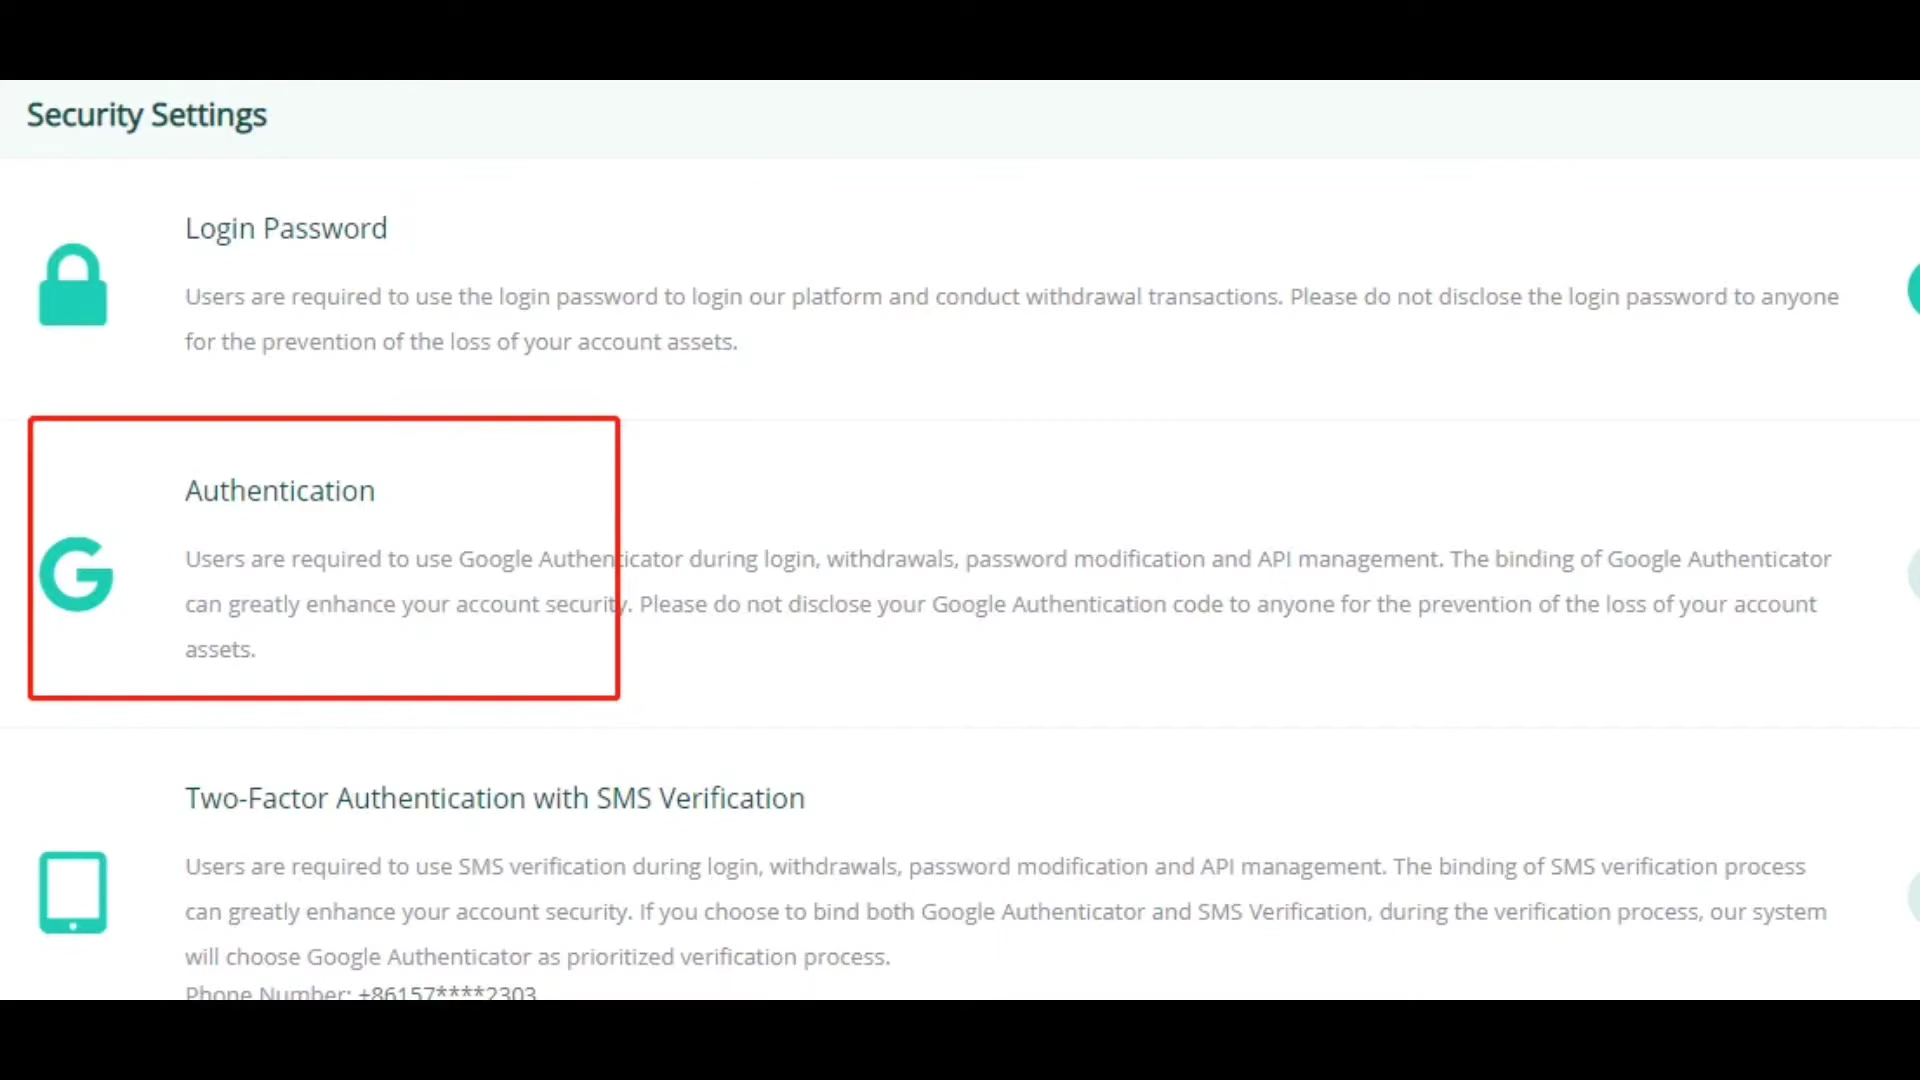 Security Settings
Login Password
Users are required to use the login password to login our platform and conduct withdrawal transactions. Please do not disclose the login password to anyone
for the prevention of the loss of your account assets.
Authentication
Users are required to use Google Authenticator during login, withdrawals, password modification and API management. The binding of Google Authenticator
can greatly enhance your account security. Please do not disclose your Google Authentication code to anyone for the prevention of the loss of your account
assets.
Two-Factor Authentication with SMS Verification
Users are required to use SMS verification during login, withdrawals, password modification and API management. The binding of SMS verification process
can greatly enhance your account security. If you choose to bind both Google Authenticator and SMS Verification, during the verification process, our system
will choose Google Authenticator as prioritized verification process.
Phone Number: +86157****2303